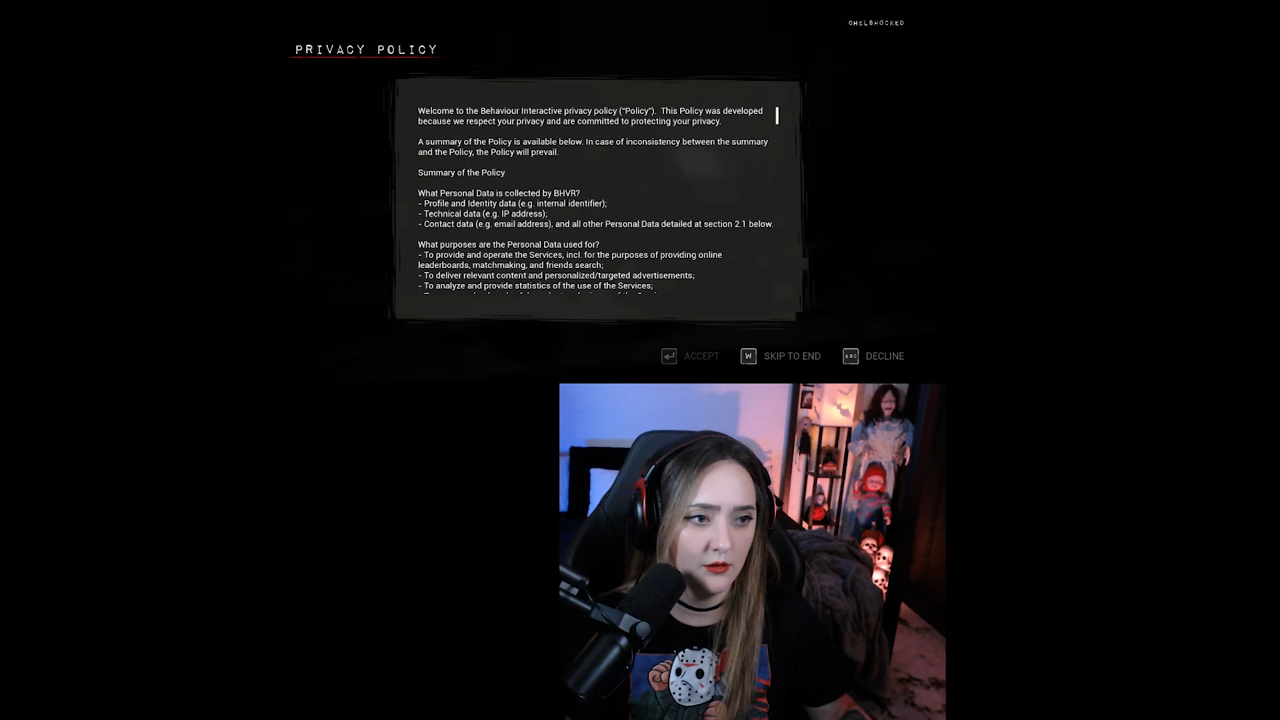 CHELSHOCKED
PRIVACY POLICY
Welcome to the Behaviour Interactive privacy policy ("Policy").  This Policy was developed
because we respect your privacy and are committed to protecting your privacy.
A summary of the Policy is available below. In case of inconsistency between the summary
and the Policy, the Policy will prevail.
Summary of the Policy
What Personal Data is collected by BHVR?
- Profile and Identity data (e.g. internal identifier);
- Technical data (e.g. IP address);
- Contact data (e.g. email address), and all other Personal Data detailed at section 2.1 below.
What purposes are the Personal Data used for?
- To provide and operate the Services, incl. for the purposes of providing online
leaderboards, matchmaking, and friends search;
- To deliver relevant content and personalized/targeted advertisements;
- To analyze and provide statistics of the use of the Services;
ACCEPT W SKIP TO END ESC DECLINE